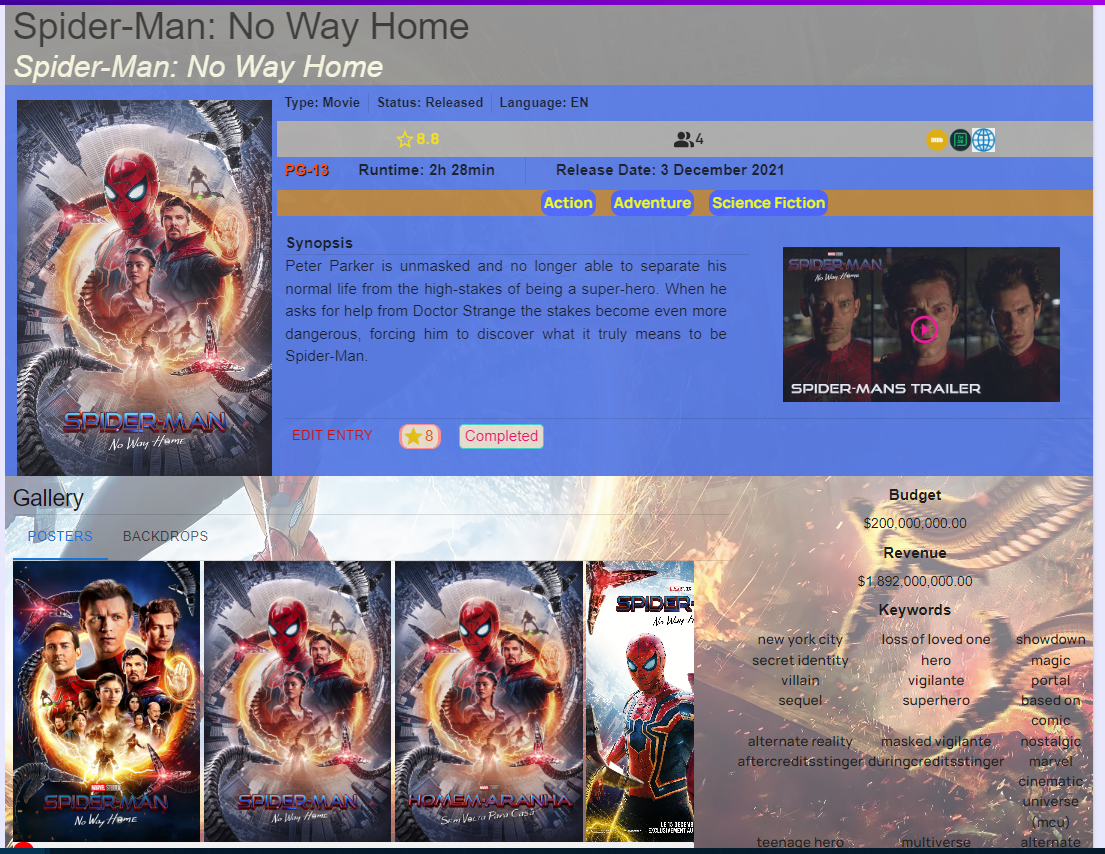 Spider-Man: No Way Home
Spider-Man: No Way Home
Type: Movie Status: Released Language: EN
8.8 4
PG-13 Runtime: 2h 28min Release Date: 3 December 2021
Action Adventure Science Fiction
Synopsis
Peter Parker is unmasked and no longer able to separate his
normal life from the high-stakes of being a super-hero. When he
asks for help from Doctor Strange the stakes become even more
dangerous, forcing him to discover what it truly means to be
Spider-Man.
SPIDER-MAN
No Way Home
SPIDER-MANS TRAILER
SPIDER-MAN
No Way Home
EDIT ENTRY 8 Completed
Gallery
POSTERS BACKDROPS
SPIDER-MAN
No Way Home
SPIDER-MAN
No Way Home
HOMEM-ARANHA
Sem Volta Para Casa
SPIDER-
No Way H
LE 15 DÉCEMB
EXCLUSIVEMENT AU
Budget
$200,000,000.00
Revenue
$1,892,000,000.00
Keywords
new york city loss of loved one showdown
secret identity hero magic
villain vigilante portal
sequel superhero based on
comic
alternate reality masked vigilante nostalgic
aftercreditsstinger duringcreditsstinger marvel
cinematic
universe
(mcu)
teenage hero multiverse alternate